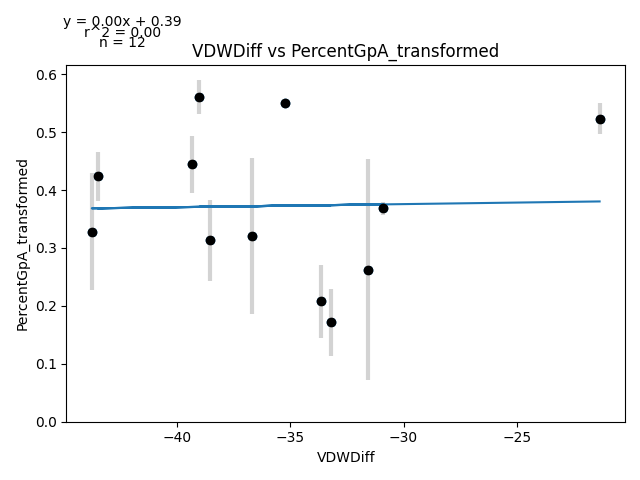 y = 0.00x + 0.39
r^2 = 0.00
n = 12
VDWDiff vs PercentGpA_transformed
0.6
0.5
0.4
0.3
0.2
0.1
0.0
PercentGpA_transformed
−40
−35
−30
−25
VDWDiff